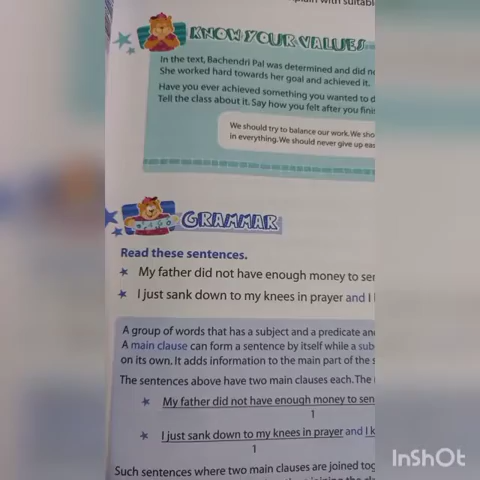 plain with suitabl
KNOW YOUR VALUES
In the text, Bachendri Pal was determined and did n
She worked hard towards her goal and achieved it.
Have you ever achieved something you wanted to d
Tell the class about it. Say how you felt after you fini
We should try to balance our work. We sho
in everything. We should never give up eas
GRAMMAR
Read these sentences.
★ My father did not have enough money to ser
★ I just sank down to my knees in prayer and I
A group of words that has a subject and a predicate and
A main clause can form a sentence by itself while a sub
on its own. It adds information to the main part of the s
The sentences above have two main clauses each. The
★ My father did not have enough money to sen
1
★ I just sank down to my knees in prayer and I k
1
Such sentences where two main clauses are joined tog
InShOt